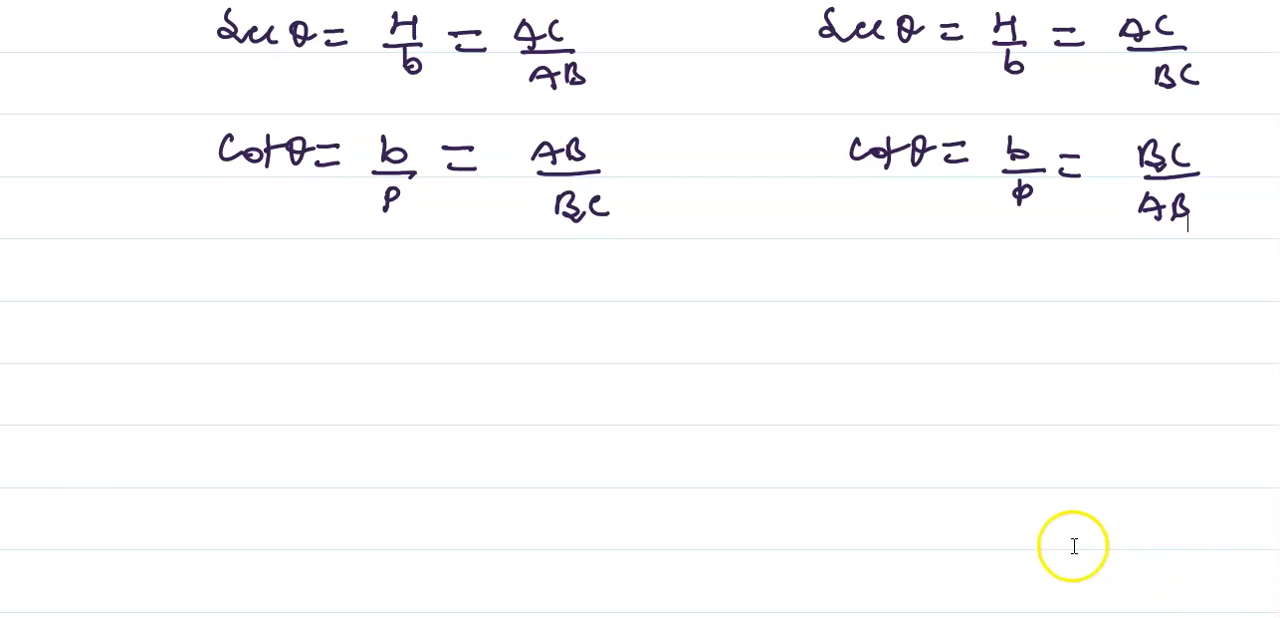 Sec θ = H/b = AC/AB
Sec θ = H/b = AC/BC
Cot θ = b/P = AB/BC
Cot θ = b/p = BC/AB